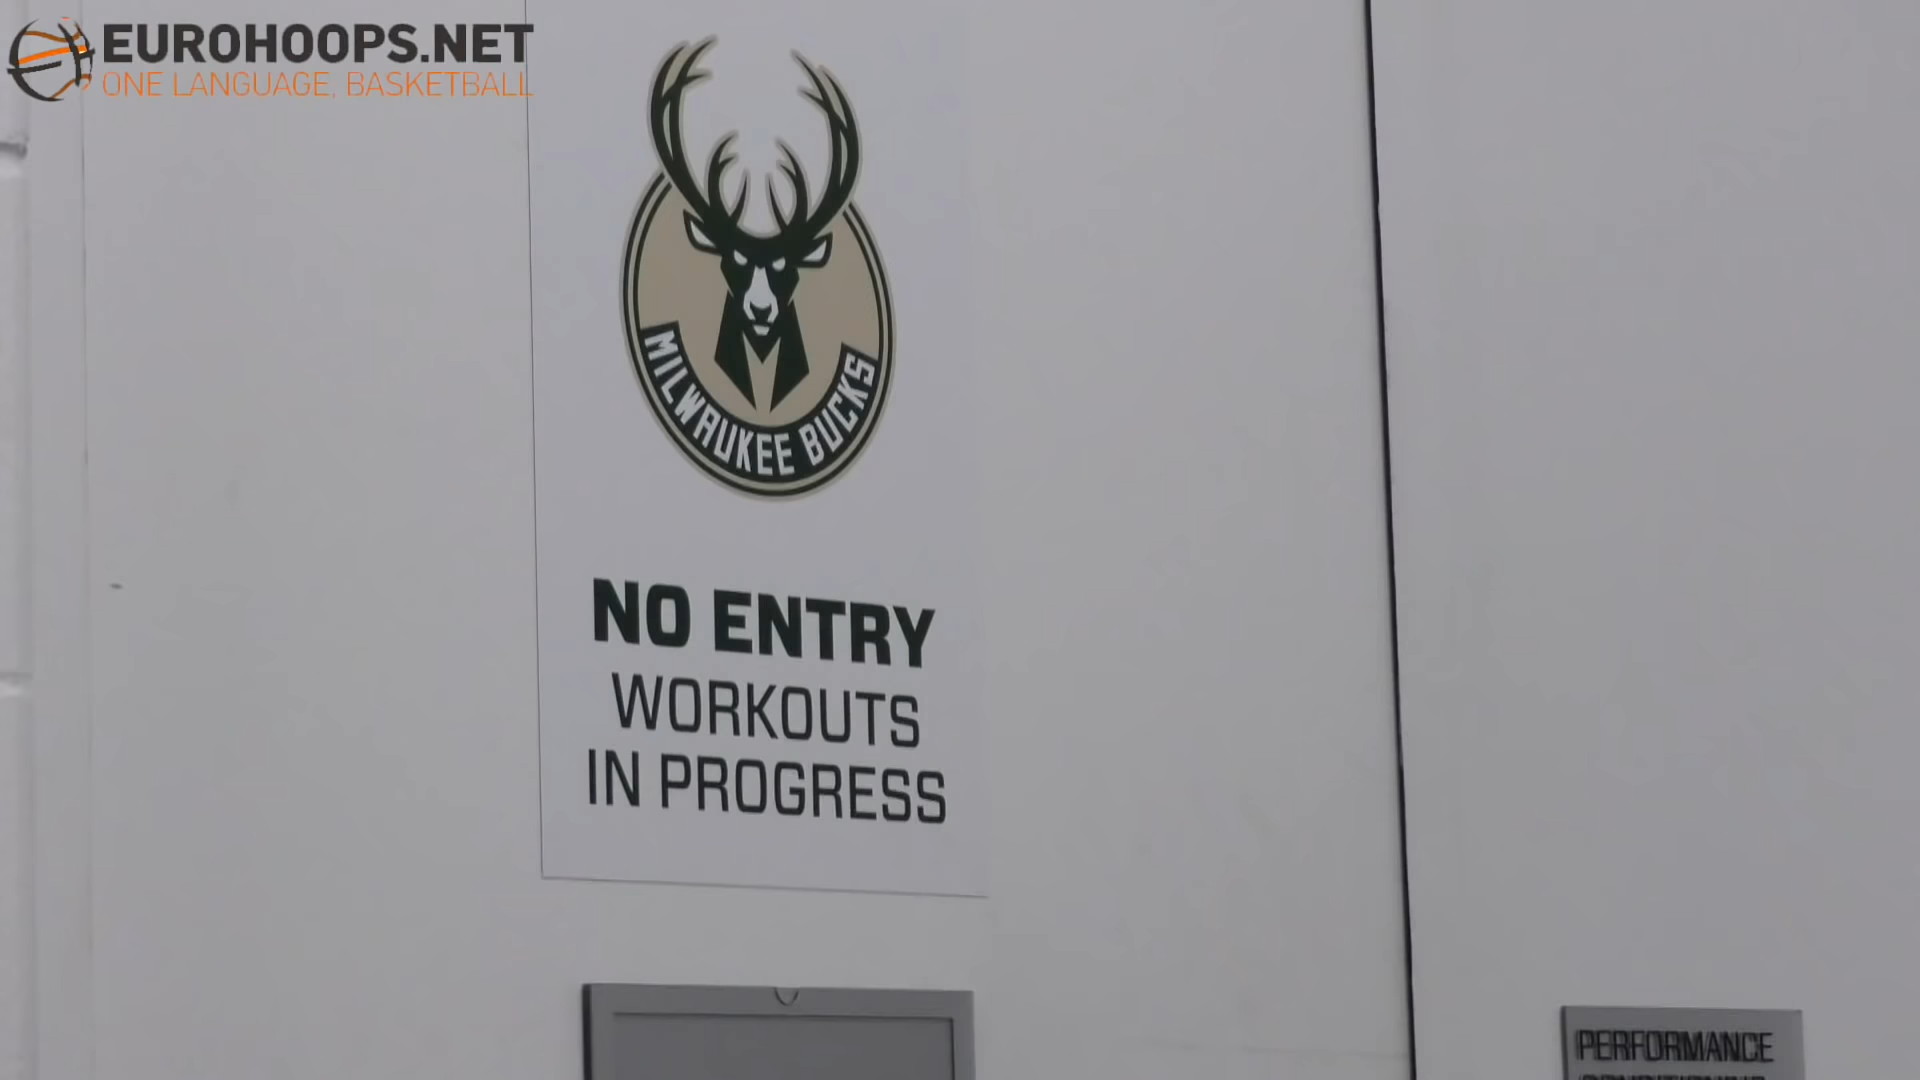 EUROHOOPS.NET
ONE LANGUAGE, BASKETBALL
MILWAUKEE BUCKS
NO ENTRY
WORKOUTS
IN PROGRESS
PERFORMANCE